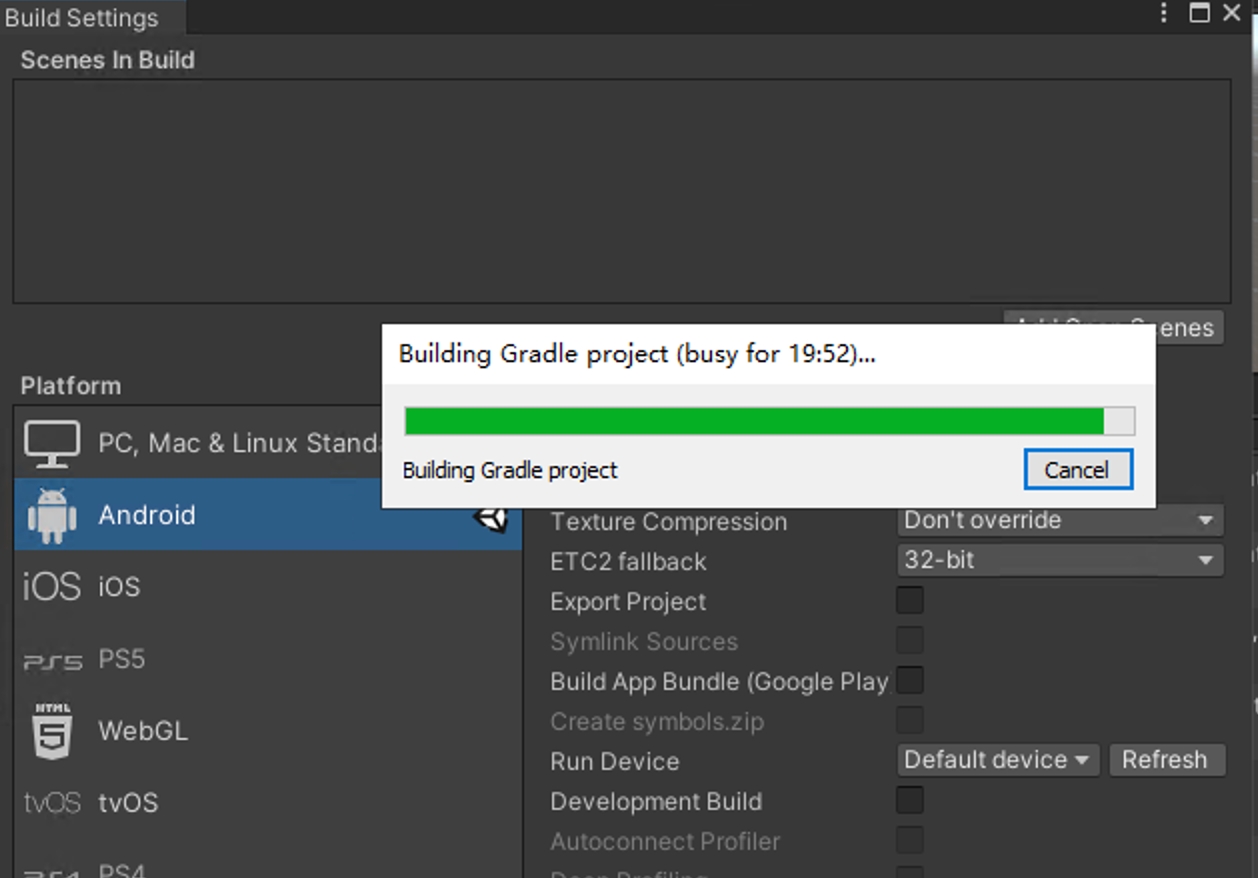 Build Settings
Scenes In Build
enes
Building Gradle project (busy for 19:52)...
Building Gradle project
Cancel
Platform
PC, Mac & Linux Standa
Android
iOS iOS
PS5 PS5
HTML 5 WebGL
tvOS tvOS
PS4 PS4
Texture Compression Don't override
ETC2 fallback 32-bit
Export Project
Symlink Sources
Build App Bundle (Google Play
Create symbols.zip
Run Device Default device Refresh
Development Build
Autoconnect Profiler
Deep Profiling